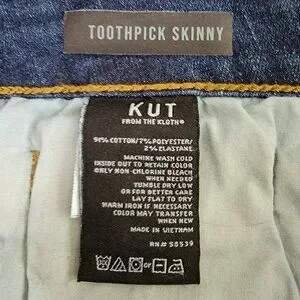 TOOTHPICK SKINNY
KUT
FROM THE KLOTH®
91% COTTON/7% POLYESTER/
2% ELASTANE
MACHINE WASH COLD
INSIDE OUT TO RETAIN COLOR
ONLY NON-CHLORINE BLEACH
WHEN NEEDED
TUMBLE DRY LOW
OR FOR BETTER CARE
LAY FLAT TO DRY
WARM IRON IF NECESSARY
COLOR MAY TRANSFER
WHEN NEW
MADE IN VIETNAM
RN# 58539
OR